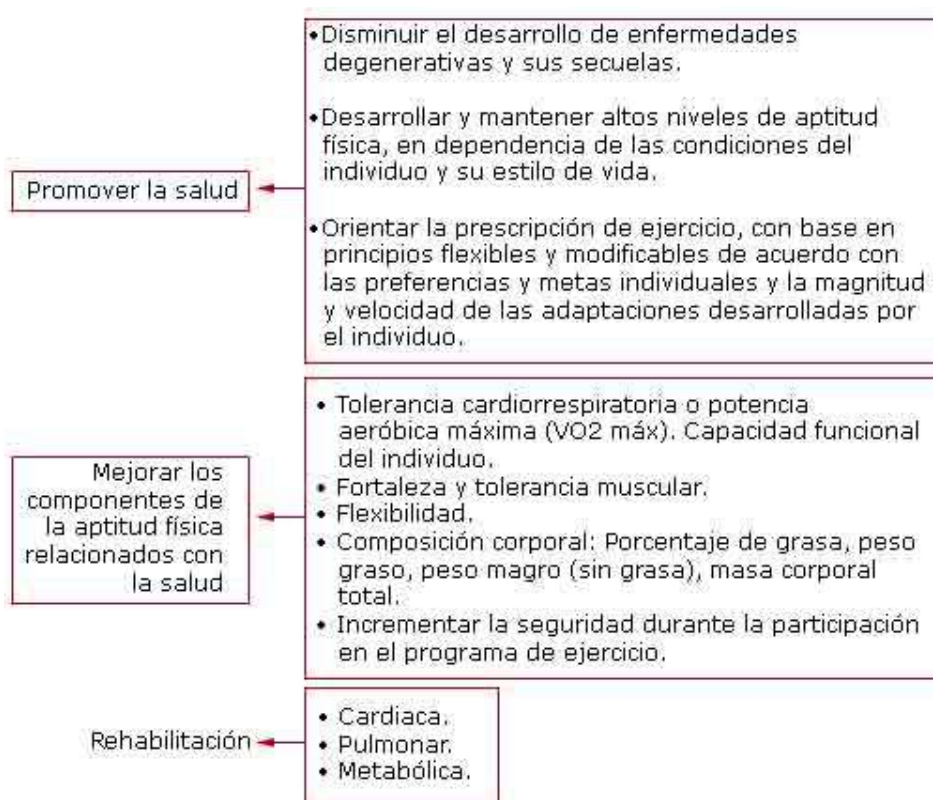 Promover la salud
•Disminuir el desarrollo de enfermedades
degenerativas y sus secuelas.
•Desarrollar y mantener altos niveles de aptitud
física, en dependencia de las condiciones del
individuo y su estilo de vida.
•Orientar la prescripción de ejercicio, con base en
principios flexibles y modificables de acuerdo con
las preferencias y metas individuales y la magnitud
y velocidad de las adaptaciones desarrolladas por
el individuo.
Mejorar los
componentes de
la aptitud física
relacionados con
la salud
• Tolerancia cardiorrespiratoria o potencia
aeróbica máxima (VO2 máx). Capacidad funcional
del individuo.
• Fortaleza y tolerancia muscular.
• Flexibilidad.
• Composición corporal: Porcentaje de grasa, peso
graso, peso magro (sin grasa), masa corporal
total.
• Incrementar la seguridad durante la participación
en el programa de ejercicio.
Rehabilitación
• Cardiaca.
• Pulmonar.
• Metabólica.